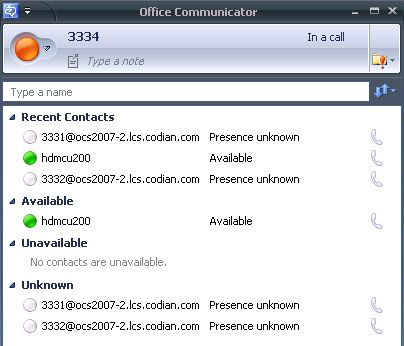 Office Communicator
3334 In a call
Type a note
Type a name
Recent Contacts
3331@ocs2007-2.lcs.codian.com Presence unknown
hdmcu200 Available
3332@ocs2007-2.lcs.codian.com Presence unknown
Available
hdmcu200 Available
Unavailable
No contacts are unavailable.
Unknown
3331@ocs2007-2.lcs.codian.com Presence unknown
3332@ocs2007-2.lcs.codian.com Presence unknown